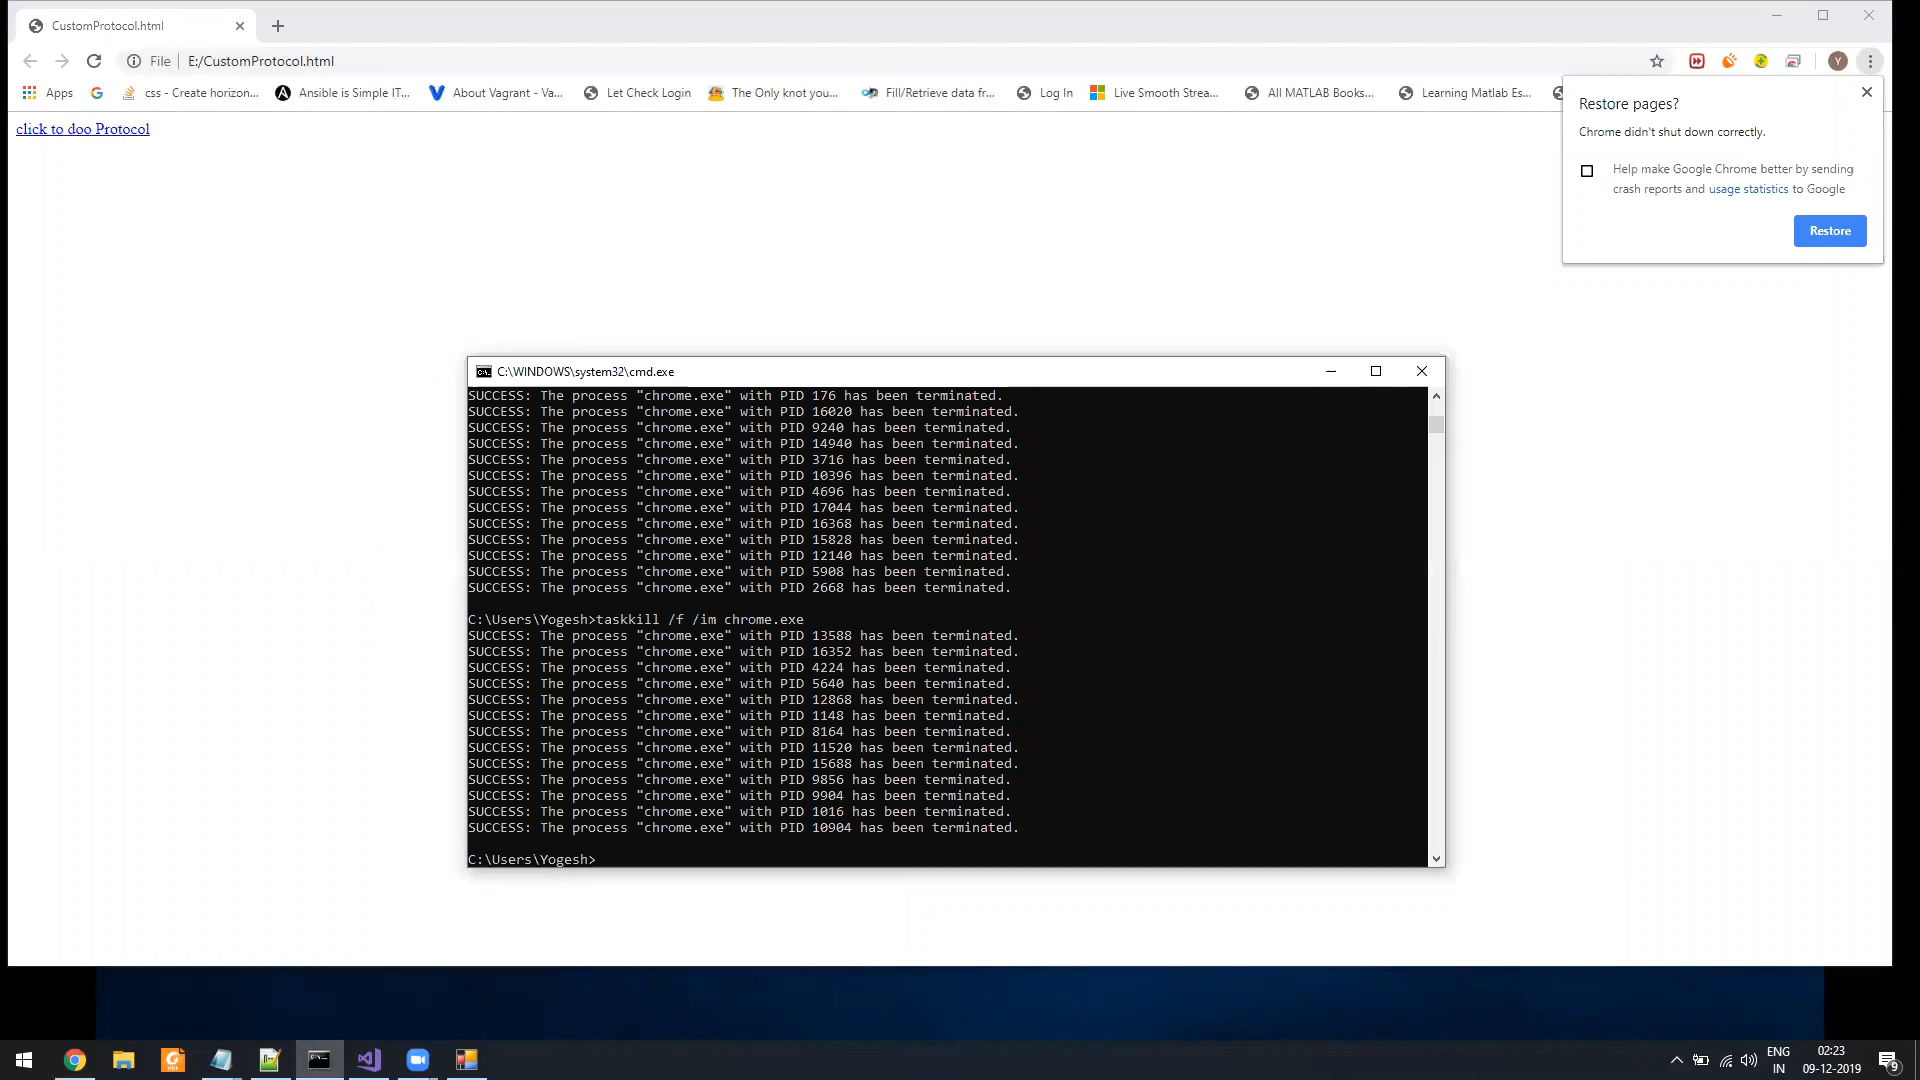 CustomProtocol.html
File
E:/CustomProtocol.html
Y
Apps
css - Create horizon...
Ansible is Simple IT...
About Vagrant - Va...
Let Check Login
The Only knot you...
Fill/Retrieve data fr...
Log In
Live Smooth Strea...
All MATLAB Books...
Learning Matlab Es...
click to doo Protocol
Restore pages?
Chrome didn't shut down correctly.
Help make Google Chrome better by sending
crash reports and usage statistics to Google
Restore
C:\WINDOWS\system32\cmd.exe
SUCCESS: The process "chrome.exe" with PID 176 has been terminated.
SUCCESS: The process "chrome.exe" with PID 16020 has been terminated.
SUCCESS: The process "chrome.exe" with PID 9240 has been terminated.
SUCCESS: The process "chrome.exe" with PID 14940 has been terminated.
SUCCESS: The process "chrome.exe" with PID 3716 has been terminated.
SUCCESS: The process "chrome.exe" with PID 10396 has been terminated.
SUCCESS: The process "chrome.exe" with PID 4696 has been terminated.
SUCCESS: The process "chrome.exe" with PID 17044 has been terminated.
SUCCESS: The process "chrome.exe" with PID 16368 has been terminated.
SUCCESS: The process "chrome.exe" with PID 15828 has been terminated.
SUCCESS: The process "chrome.exe" with PID 12140 has been terminated.
SUCCESS: The process "chrome.exe" with PID 5908 has been terminated.
SUCCESS: The process "chrome.exe" with PID 2668 has been terminated.
C:\Users\Yogesh>taskkill /f /im chrome.exe
SUCCESS: The process "chrome.exe" with PID 13588 has been terminated.
SUCCESS: The process "chrome.exe" with PID 16352 has been terminated.
SUCCESS: The process "chrome.exe" with PID 4224 has been terminated.
SUCCESS: The process "chrome.exe" with PID 5640 has been terminated.
SUCCESS: The process "chrome.exe" with PID 12868 has been terminated.
SUCCESS: The process "chrome.exe" with PID 1148 has been terminated.
SUCCESS: The process "chrome.exe" with PID 8164 has been terminated.
SUCCESS: The process "chrome.exe" with PID 11520 has been terminated.
SUCCESS: The process "chrome.exe" with PID 15688 has been terminated.
SUCCESS: The process "chrome.exe" with PID 9856 has been terminated.
SUCCESS: The process "chrome.exe" with PID 9904 has been terminated.
SUCCESS: The process "chrome.exe" with PID 1016 has been terminated.
SUCCESS: The process "chrome.exe" with PID 10904 has been terminated.
C:\Users\Yogesh>
ENG
IN
02:23
09-12-2019
9